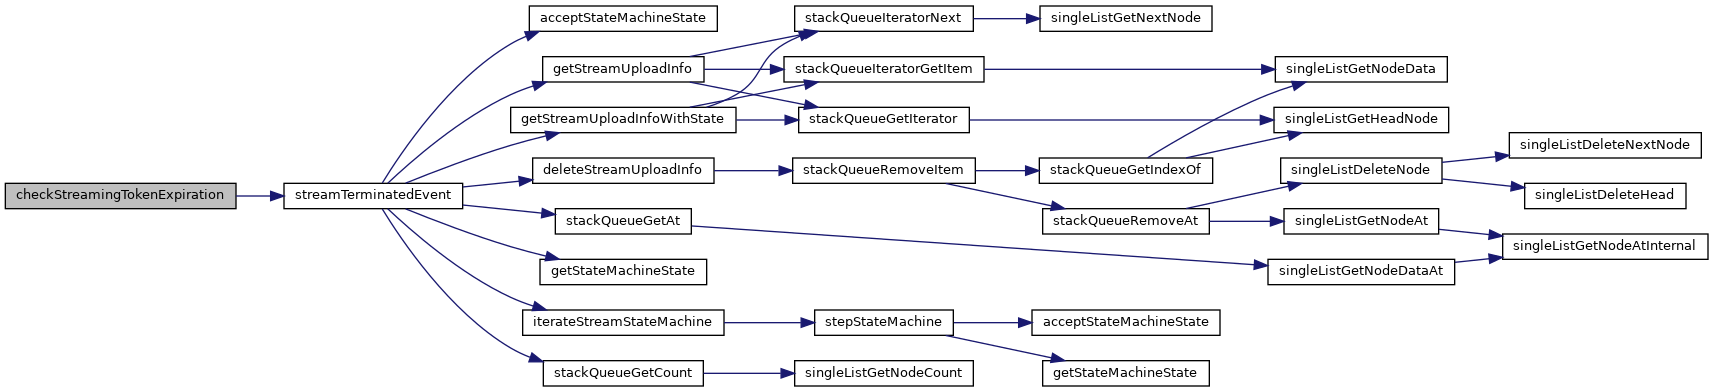 acceptStateMachineState
stackQueueIteratorNext
singleListGetNextNode
getStreamUploadInfo
stackQueueIteratorGetItem
singleListGetNodeData
getStreamUploadInfoWithState
stackQueueGetIterator
singleListGetHeadNode
singleListDeleteNextNode
deleteStreamUploadInfo
stackQueueRemoveItem
stackQueueGetIndexOf
singleListDeleteNode
checkStreamingTokenExpiration
streamTerminatedEvent
singleListDeleteHead
stackQueueGetAt
stackQueueRemoveAt
singleListGetNodeAt
singleListGetNodeAtInternal
getStateMachineState
singleListGetNodeDataAt
iterateStreamStateMachine
stepStateMachine
acceptStateMachineState
stackQueueGetCount
singleListGetNodeCount
getStateMachineState